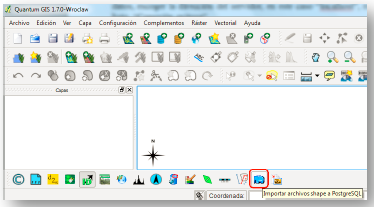 Quantum GIS 1.7.0-Wroclaw
Archivo Edición Ver Capa Configuración Complementos Ráster Vectorial Ayuda
Capas
N
Coordenada:
Importar archivos shape a PostgreSQL